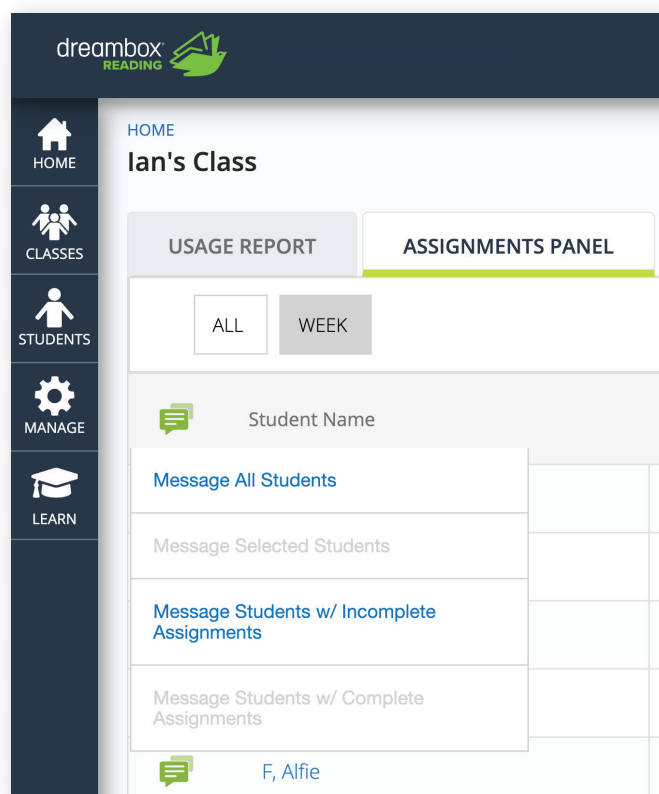 dreambox
READING
HOME
CLASSES
STUDENTS
MANAGE
LEARN
HOME
Ian's Class
USAGE REPORT
ASSIGNMENTS PANEL
ALL
WEEK
Student Name
Message All Students
Message Selected Students
Message Students w/ Incomplete
Assignments
Message Students w/ Complete
Assignments
F, Alfie